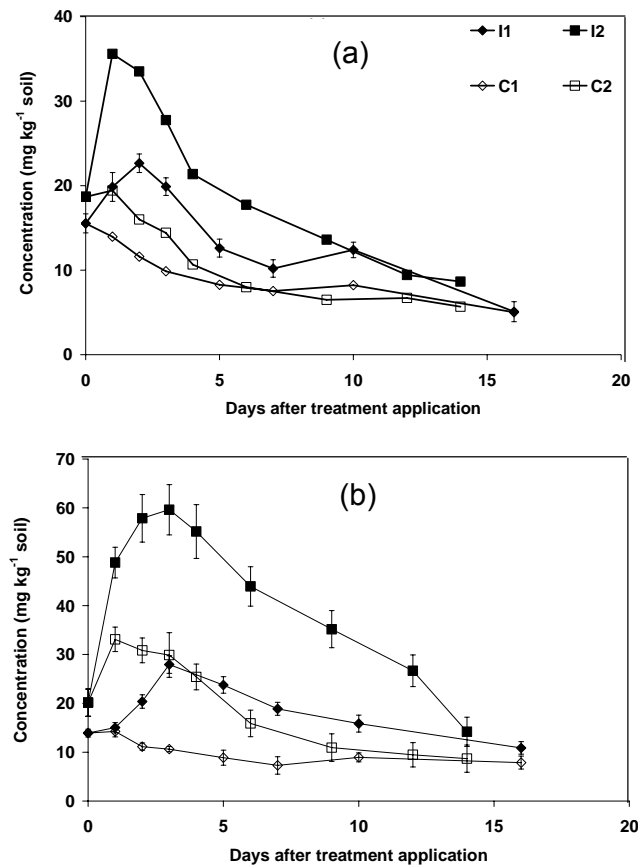 (a)
I1 I2
C1 C2
Concentration (mg kg⁻¹ soil)
40
30
20
10
0
0 5 10 15 20
Days after treatment application
(b)
Concentration (mg kg⁻¹ soil)
70
60
50
40
30
20
10
0
0 5 10 15 20
Days after treatment application